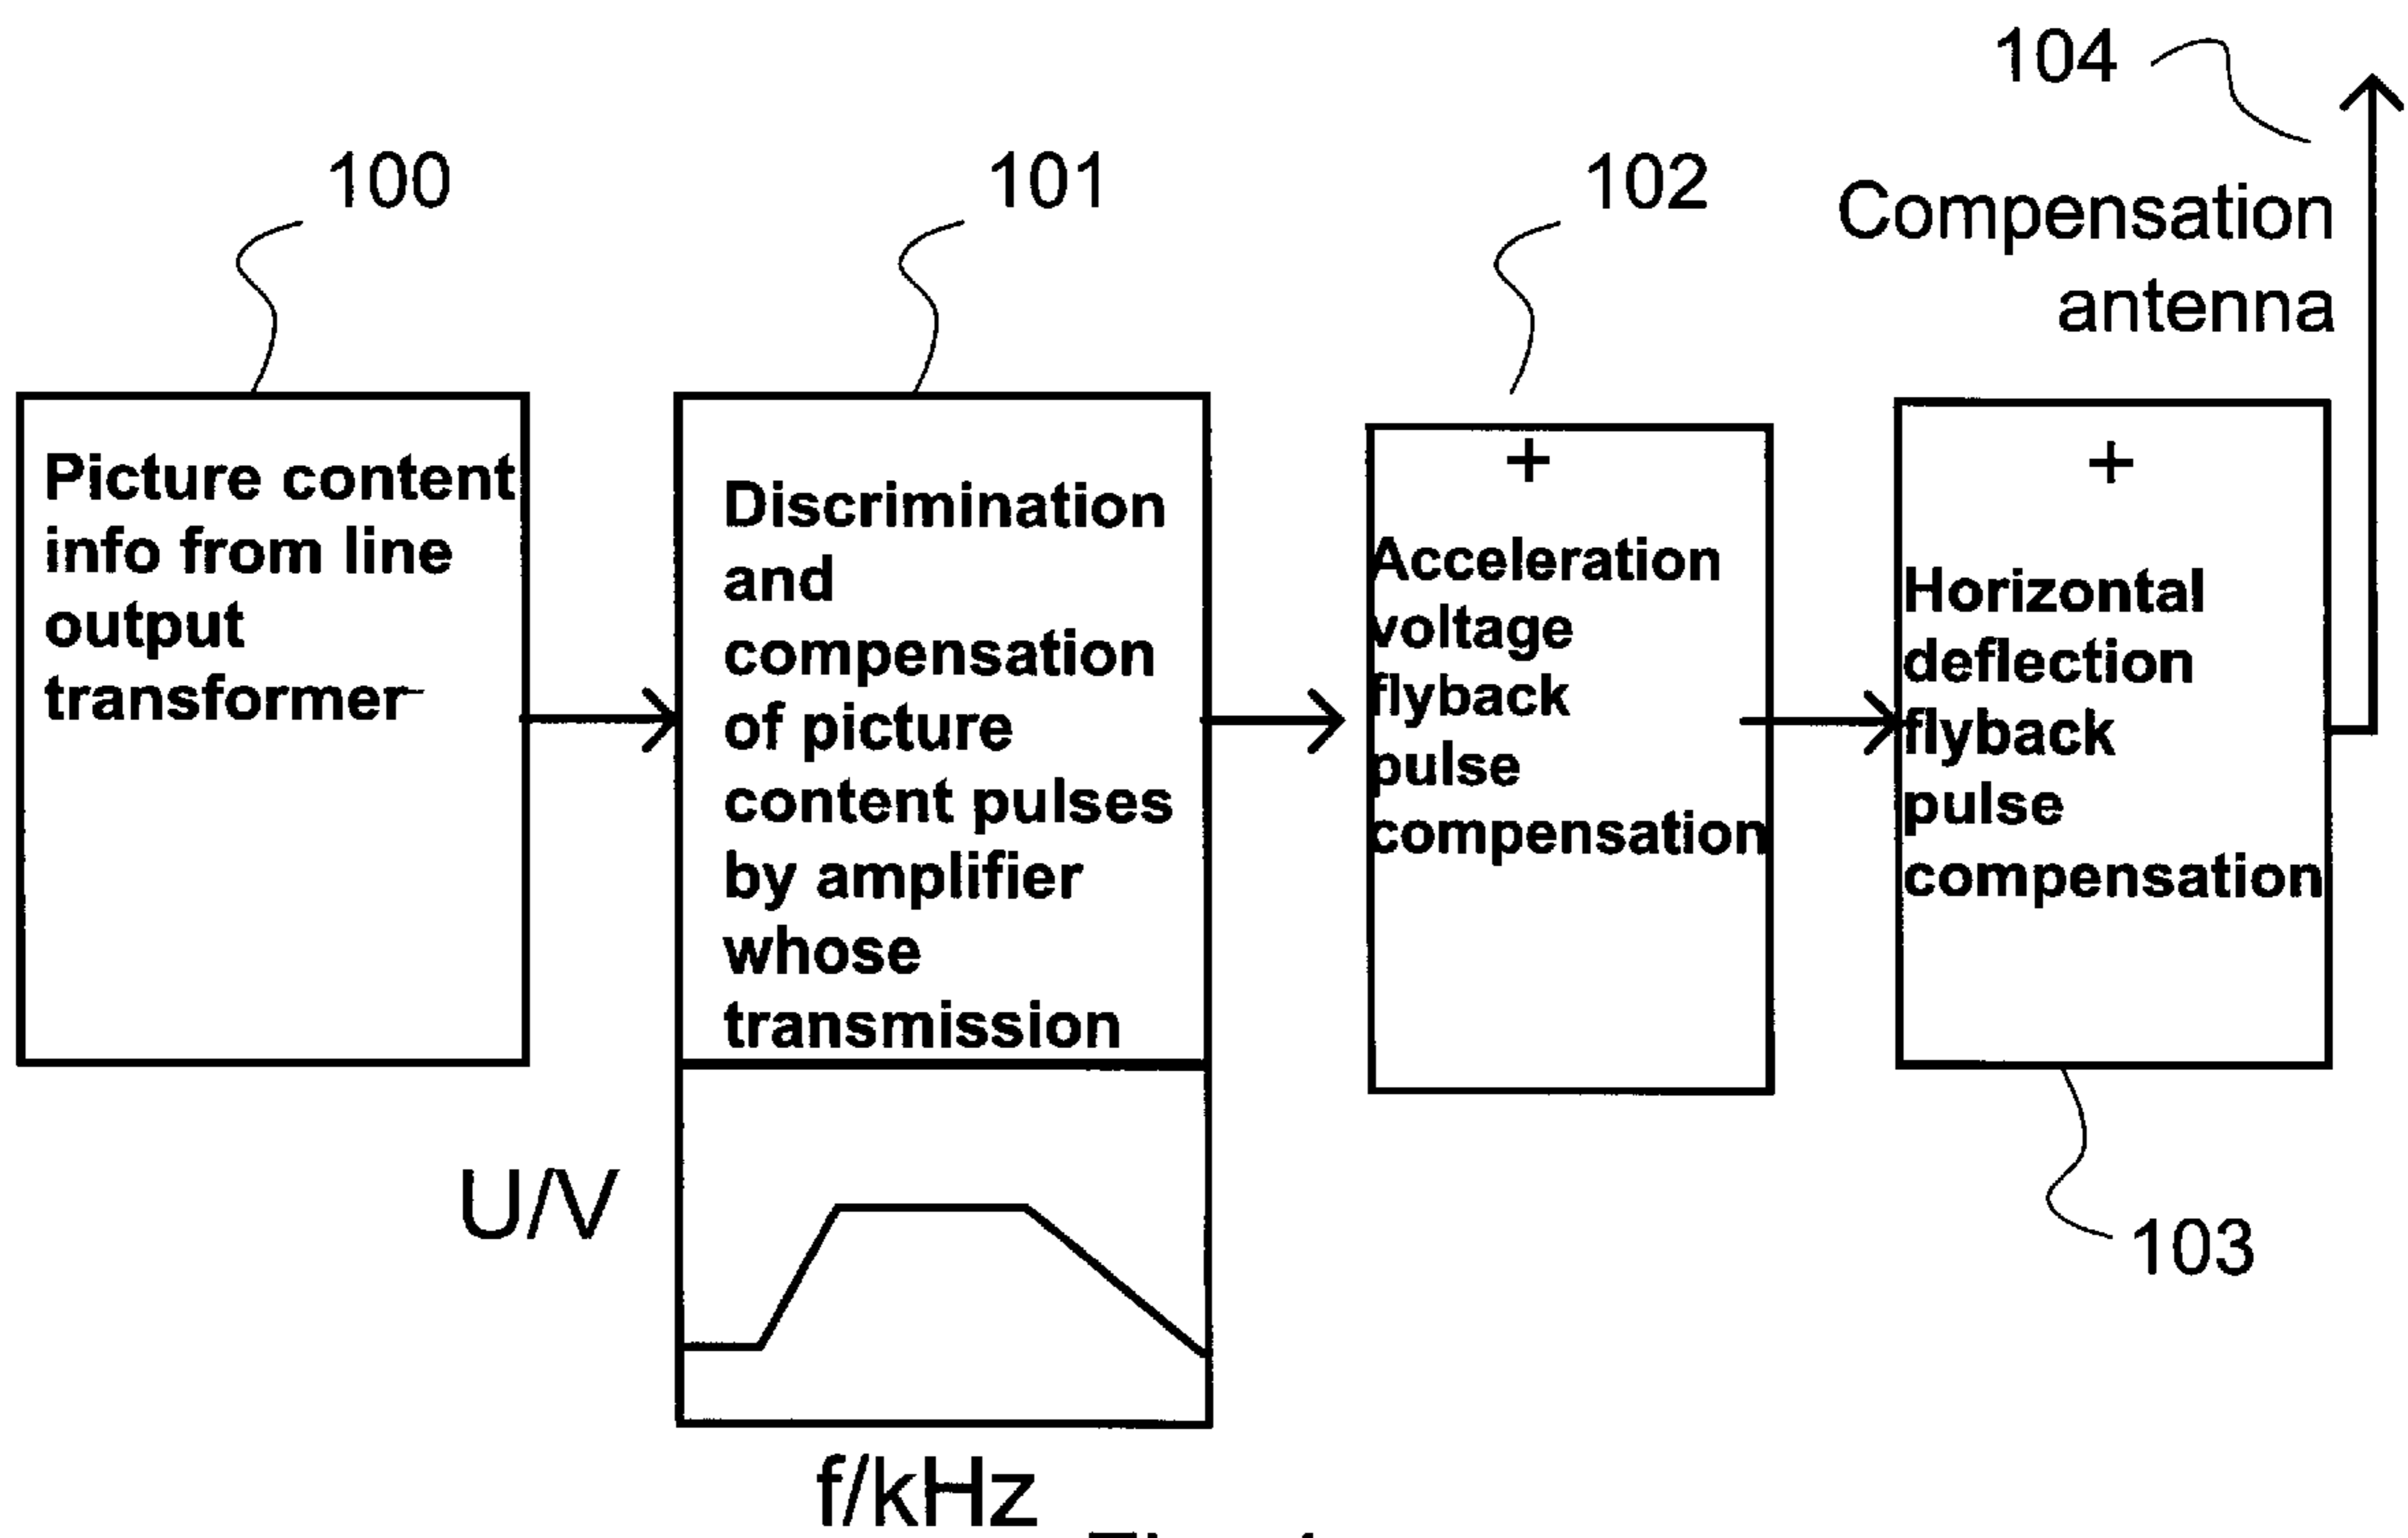 104
100
101
102
Compensation
antenna
Picture content
info from line
output
transformer
Discrimination
and
compensation
of picture
content pulses
by amplifier
whose
transmission
+
Acceleration
voltage
flyback
pulse
compensation
+
Horizontal
deflection
flyback
pulse
compensation
U/V
103
f/kHz